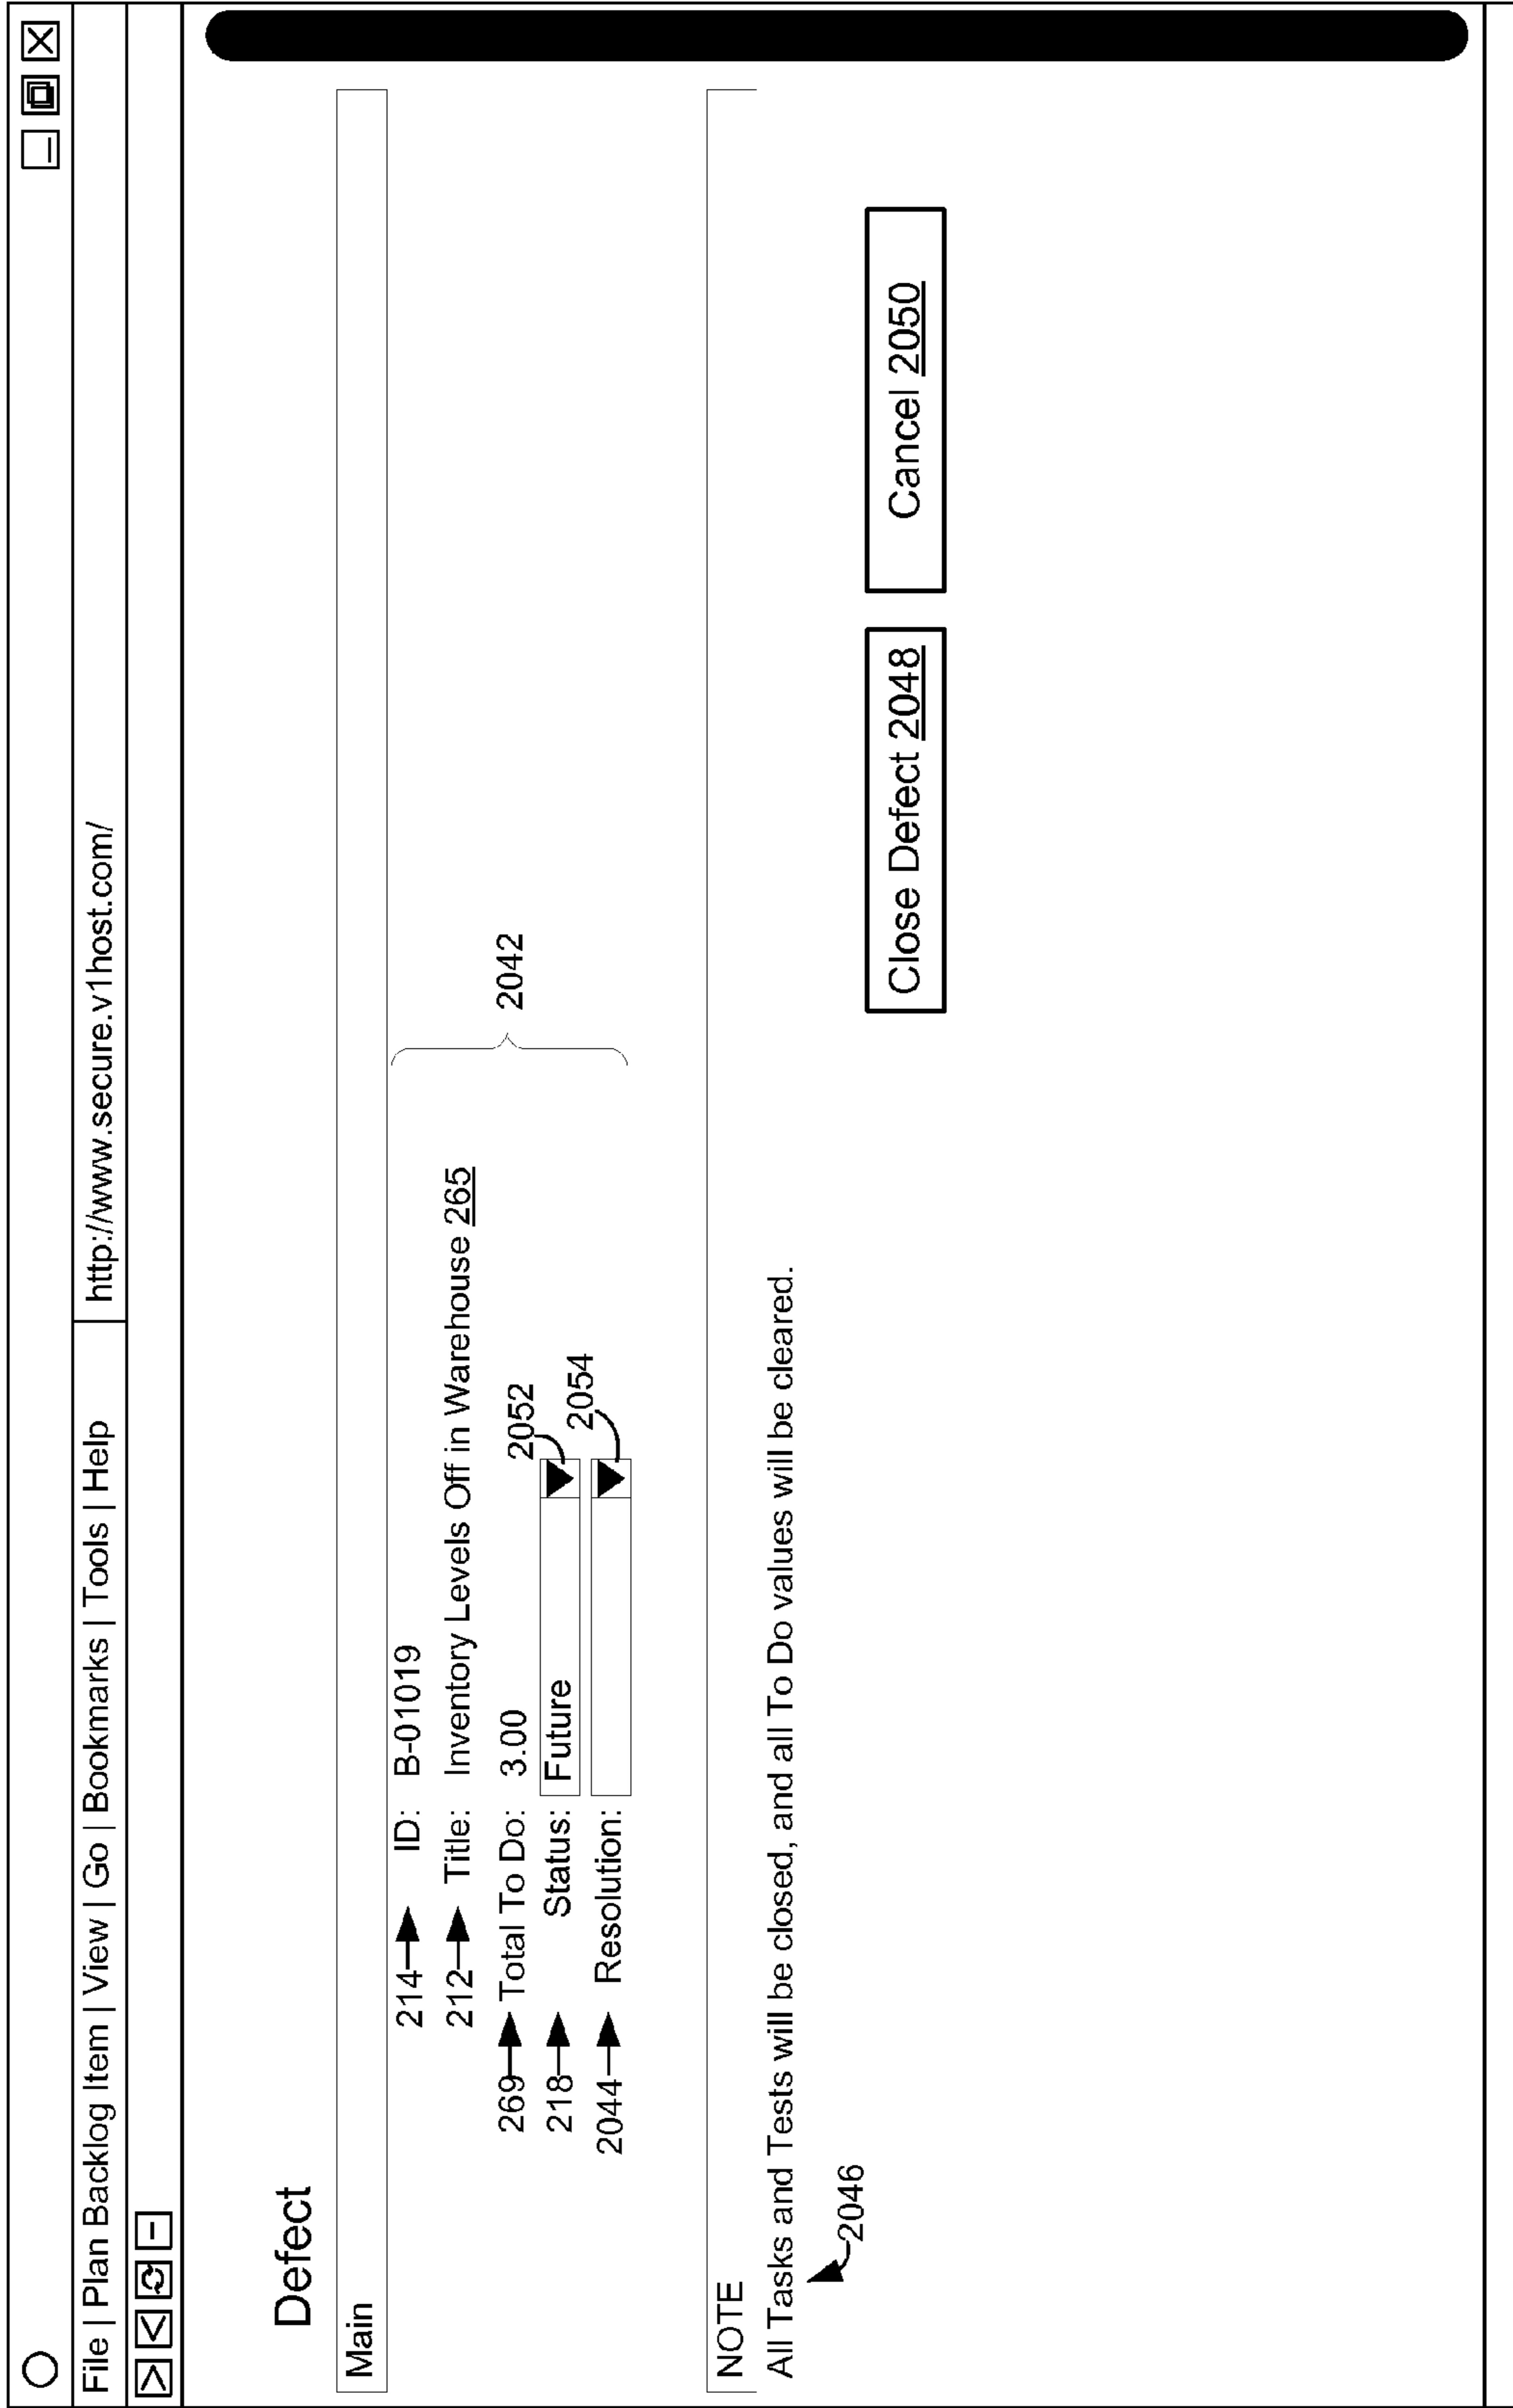 File | Plan Backlog Item | View | Go | Bookmarks | Tools | Help | http://www.secure.v1host.com/
Defect
Main
214 ID: B-01019
212 Title: Inventory Levels Off in Warehouse 265
269 Total To Do: 3.00
2042
2052
218 Status: Future
2054
2044 Resolution:
NOTE
All Tasks and Tests will be closed, and all To Do values will be cleared.
2046
Close Defect 2048 Cancel 2050